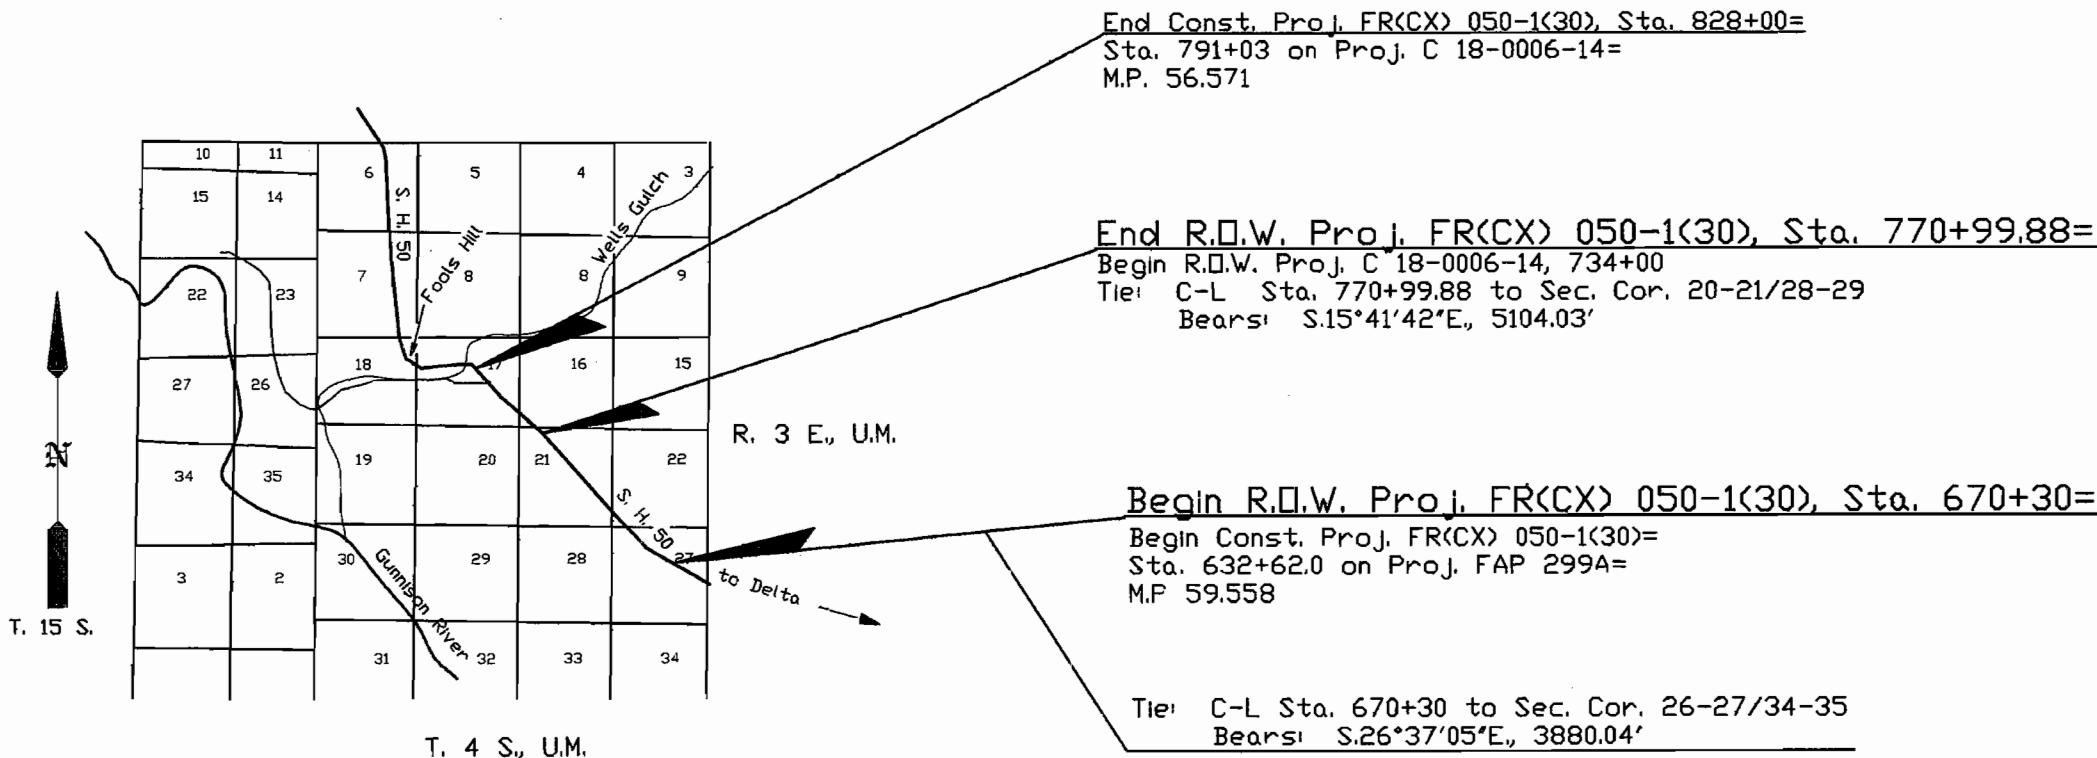 End Const. Proj. FR(CX) 050-1(30), Sta. 828+00=
Sta. 791+03 on Proj. C 18-0006-14=
M.P. 56.571
End R.O.W. Proj. FR(CX) 050-1(30), Sta. 770+99.88=
Begin R.O.W. Proj. C 18-0006-14, 734+00
Tie: C-L Sta. 770+99.88 to Sec. Cor. 20-21/28-29
Bears: S.15°41'42"E., 5104.03'
Begin R.O.W. Proj. FR(CX) 050-1(30), Sta. 670+30=
Begin Const. Proj. FR(CX) 050-1(30)=
Sta. 632+62.0 on Proj. FAP 299A=
M.P 59.558
Tie: C-L Sta. 670+30 to Sec. Cor. 26-27/34-35
Bears: S.26°37'05"E., 3880.04'
10 11 6 5 4 3
15 14
S. H. 50
Fools Hill
Wells Gulch
7 8 8 9
22 23
18 17 16 15
27 26
R. 3 E., U.M.
N
19 20 21 22
34 35
S. H. 50
30 29 28 27
Gunnison River
to Delta
3 2
T. 15 S.
31 32 33 34
T. 4 S., U.M.